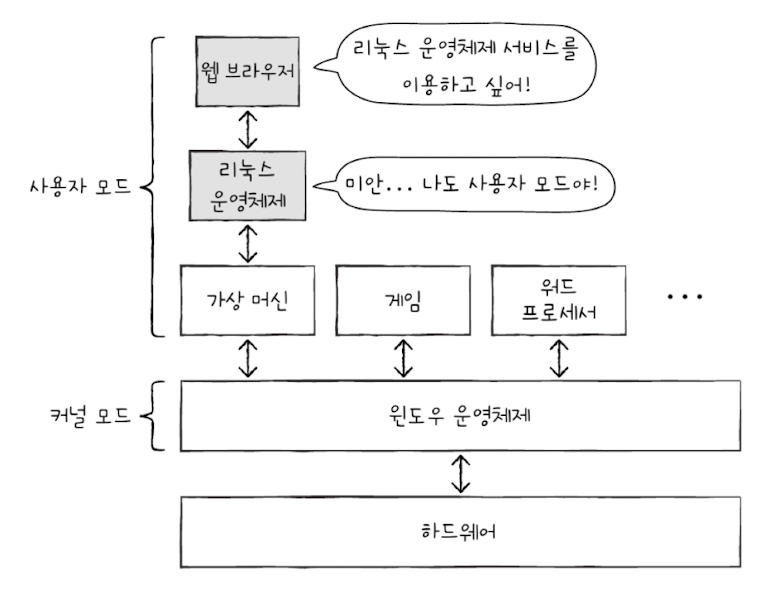 웹 브라우저
리눅스 운영체제 서비스를
이용하고 싶어!
사용자 모드
리눅스
운영체제
미안... 나도 사용자 모드야!
가상 머신
게임
워드
프로세서
...
커널 모드
윈도우 운영체제
하드웨어